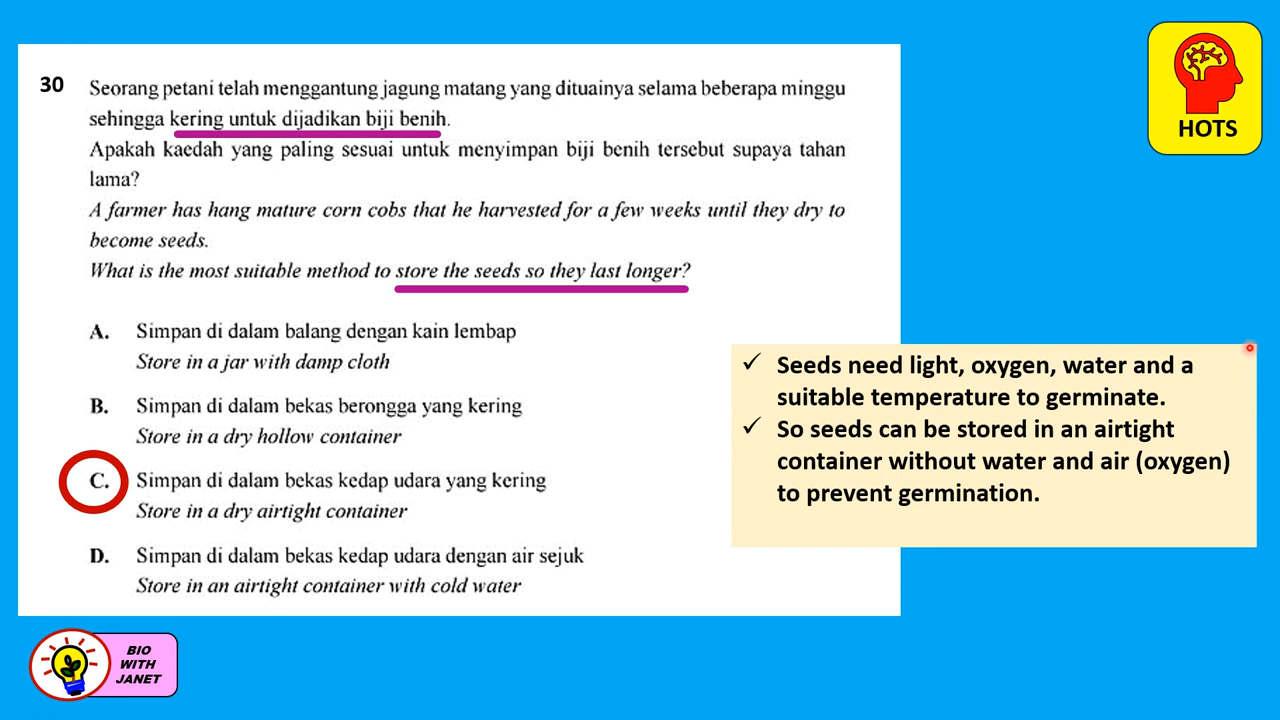 HOTS
30 Seorang petani telah menggantung jagung matang yang dituainya selama beberapa minggu
sehingga kering untuk dijadikan biji benih.
Apakah kaedah yang paling sesuai untuk menyimpan biji benih tersebut supaya tahan
lama?
A farmer has hang mature corn cobs that he harvested for a few weeks until they dry to
become seeds.
What is the most suitable method to store the seeds so they last longer?
A. Simpan di dalam balang dengan kain lembap
Store in a jar with damp cloth
B. Simpan di dalam bekas berongga yang kering
Store in a dry hollow container
C. Simpan di dalam bekas kedap udara yang kering
Store in a dry airtight container
D. Simpan di dalam bekas kedap udara dengan air sejuk
Store in an airtight container with cold water
✓ Seeds need light, oxygen, water and a
suitable temperature to germinate.
✓ So seeds can be stored in an airtight
container without water and air (oxygen)
to prevent germination.
BIO
WITH
JANET